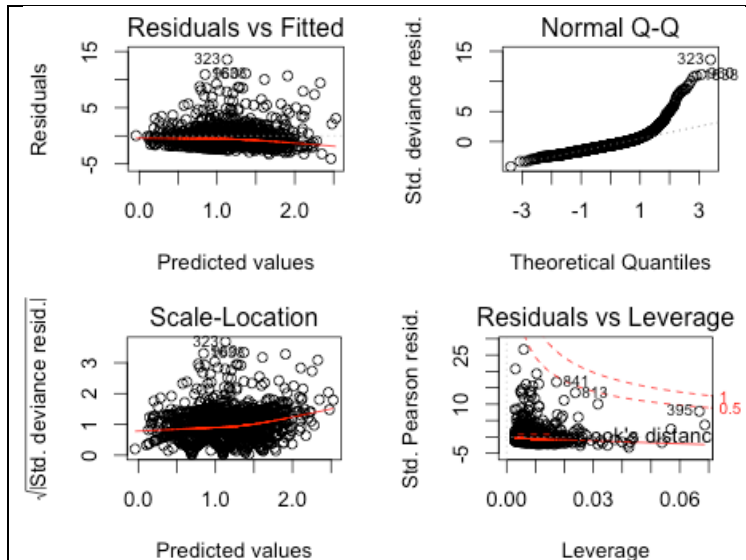 Residuals vs Fitted
Residuals
15
5
-5
323
0.0 1.0 2.0
Predicted values
Normal Q-Q
Std. deviance resid.
15
5
0
323
-3 -1 1 3
Theoretical Quantiles
Scale-Location
√|Std. deviance resid.|
3
2
1
0
323
0.0 1.0 2.0
Predicted values
Residuals vs Leverage
Std. Pearson resid.
25
10
-5
841
813
395
1
0.5
ook's distanc
0.00 0.03 0.06
Leverage